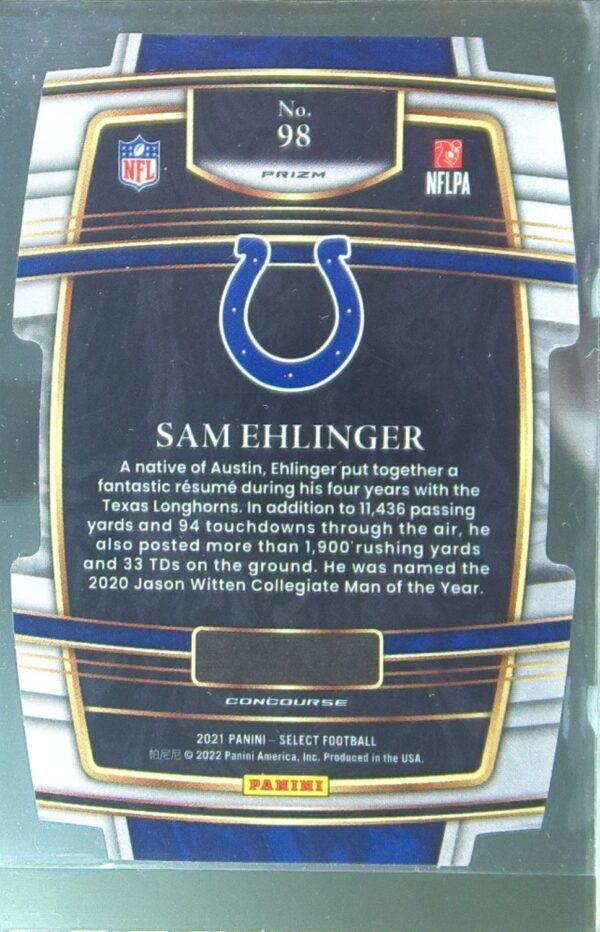 No.
98
PRIZM
NFL
NFLPA
SAM EHLINGER
A native of Austin, Ehlinger put together a
fantastic résumé during his four years with the
Texas Longhorns. In addition to 11,436 passing
yards and 94 touchdowns through the air, he
also posted more than 1,900 rushing yards
and 33 TDs on the ground. He was named the
2020 Jason Witten Collegiate Man of the Year.
CONCOURSE
2021 PANINI – SELECT FOOTBALL
帕尼尼 © 2022 Panini America, Inc. Produced in the USA.
PANINI